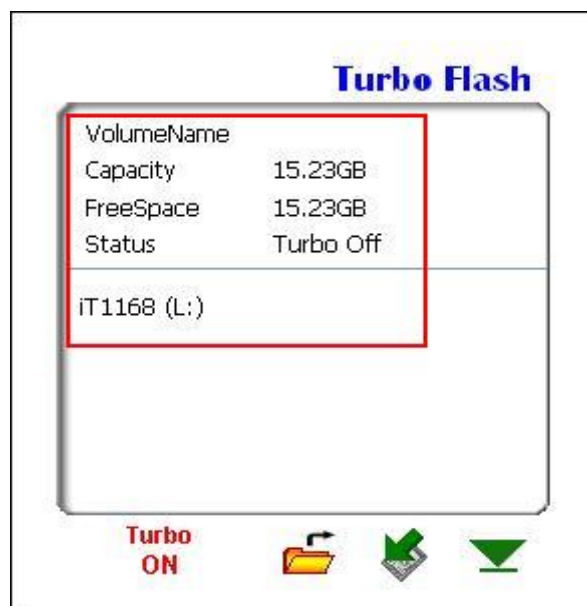 Turbo Flash
VolumeName
Capacity 15.23GB
FreeSpace 15.23GB
Status Turbo Off
iT1168 (L:)
Turbo
ON